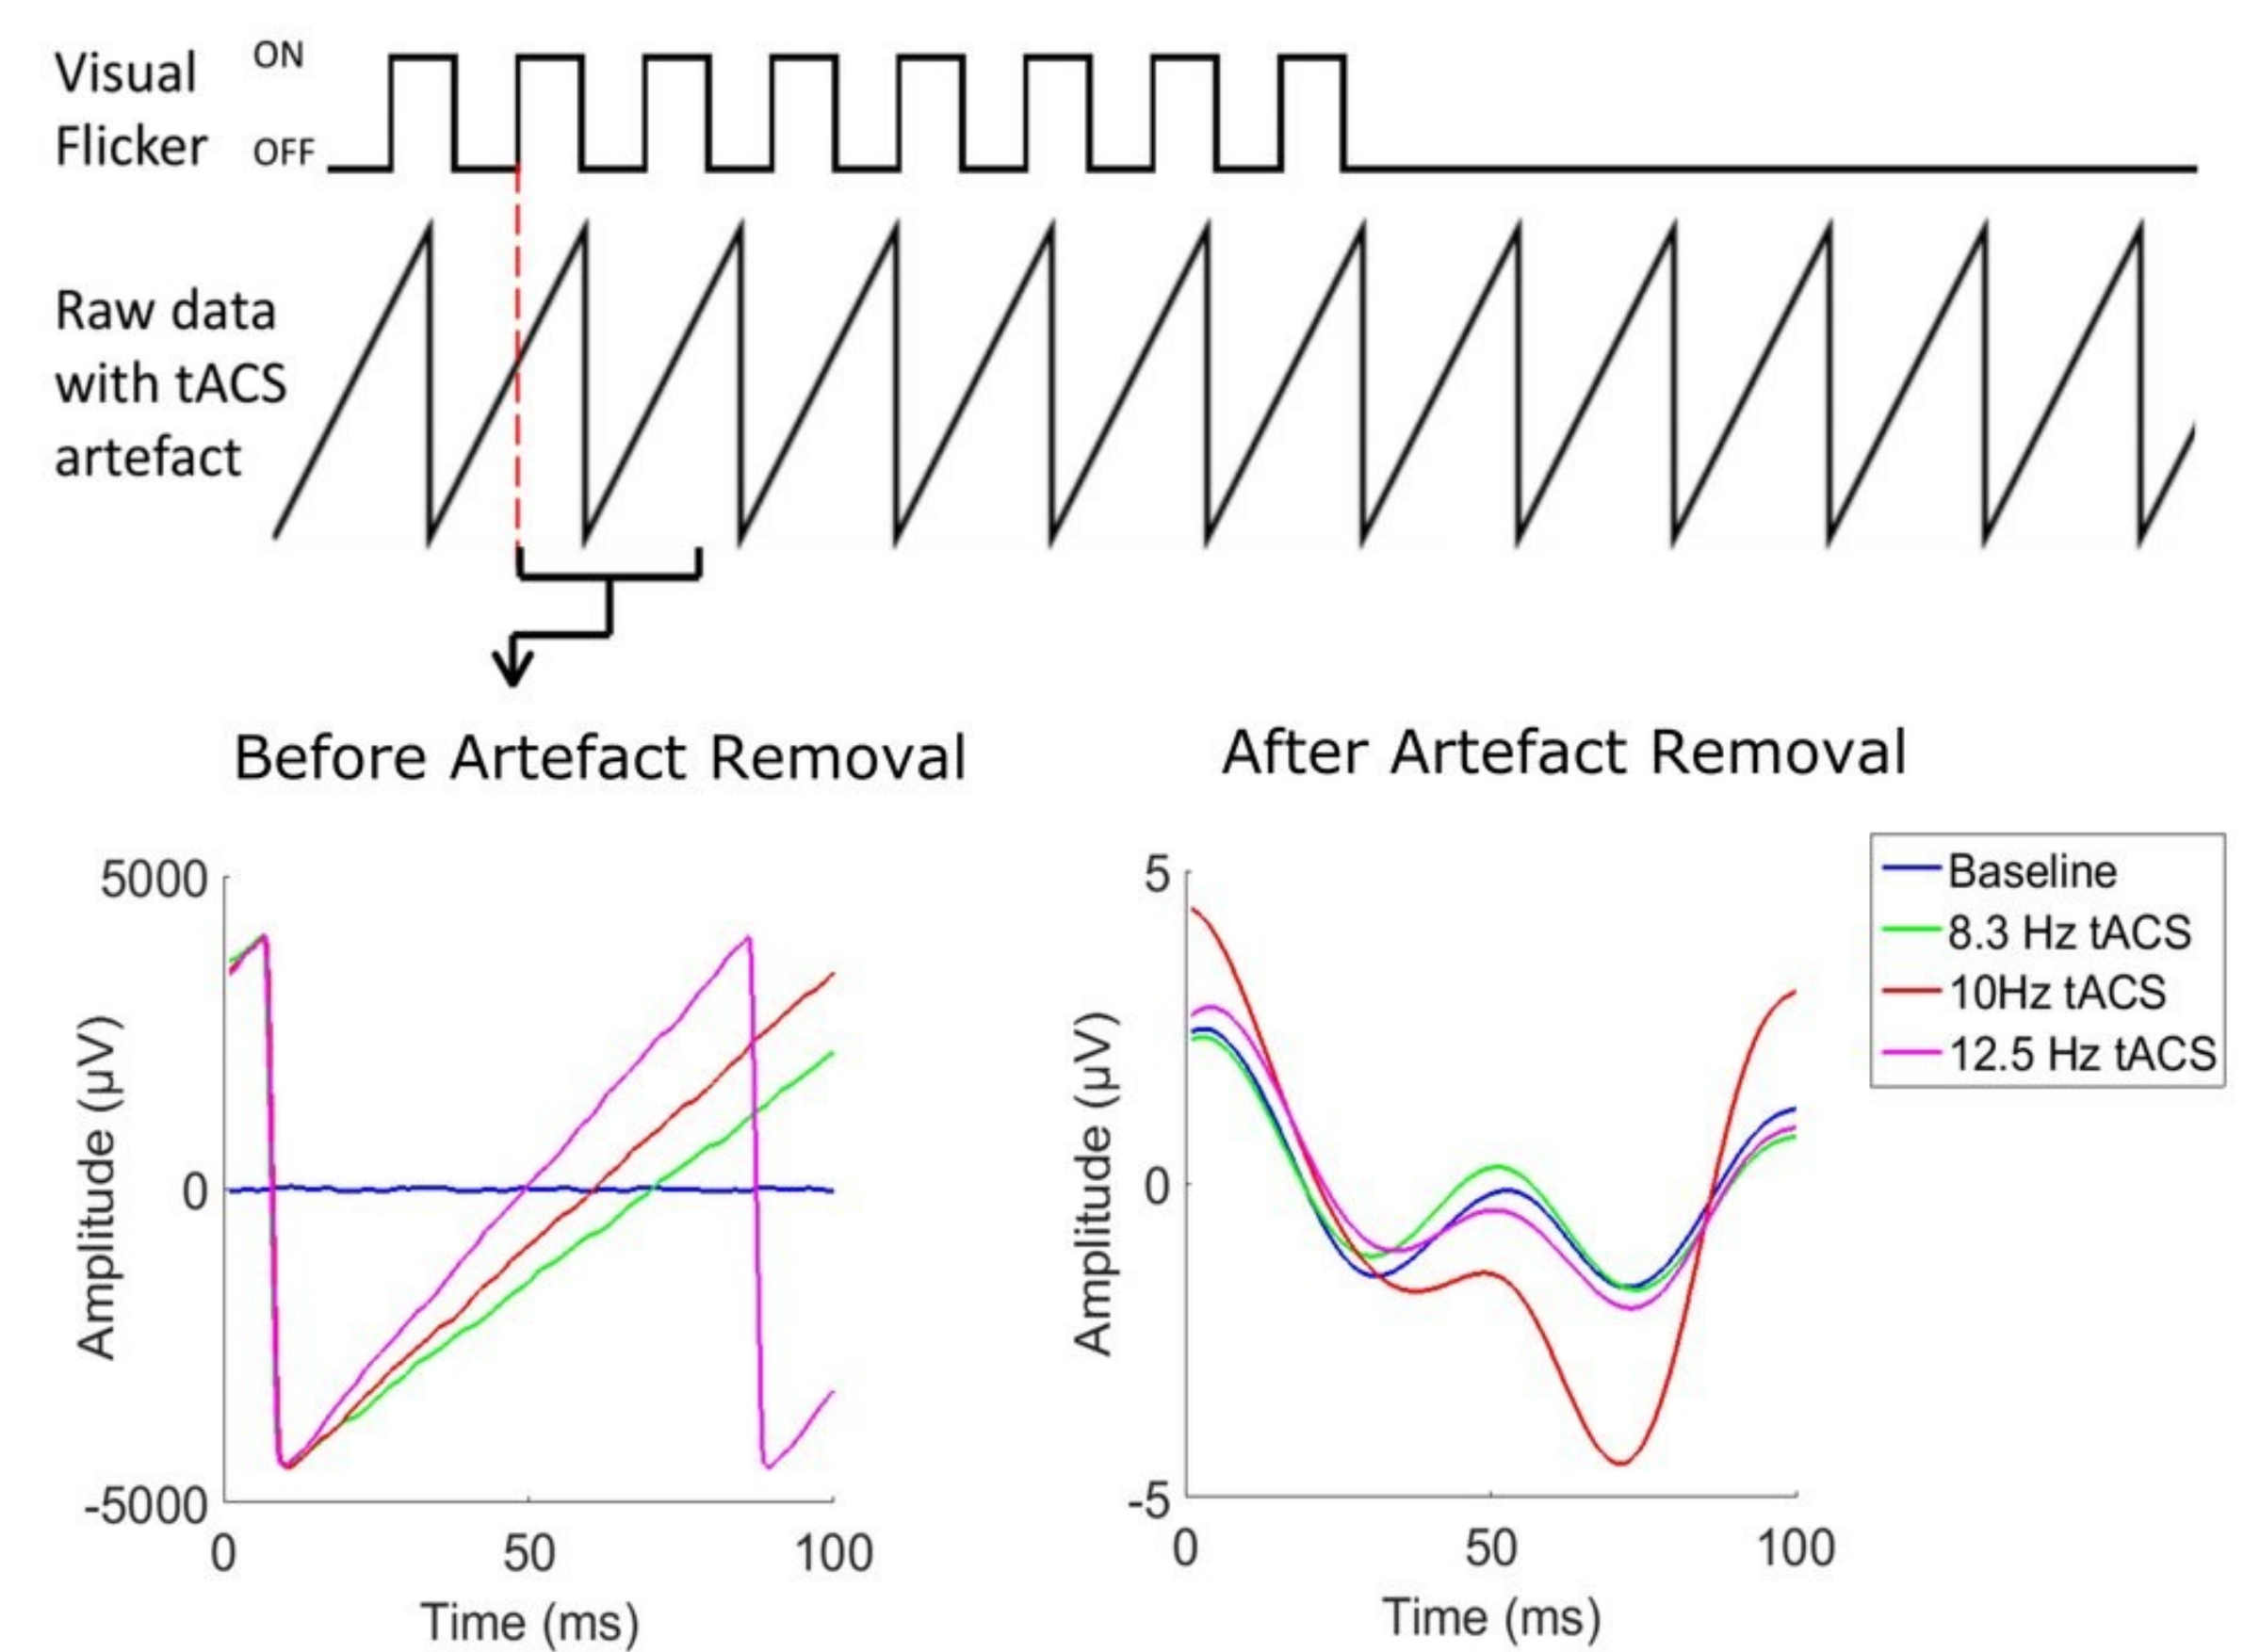 Visual
Flicker
ON
OFF
Raw data
with tACS
artefact
Before Artefact Removal
5000
0
-5000
Amplitude (µV)
0 50 100
Time (ms)
After Artefact Removal
5
0
-5
Amplitude (µV)
0 50 100
Time (ms)
Baseline
8.3 Hz tACS
10Hz tACS
12.5 Hz tACS